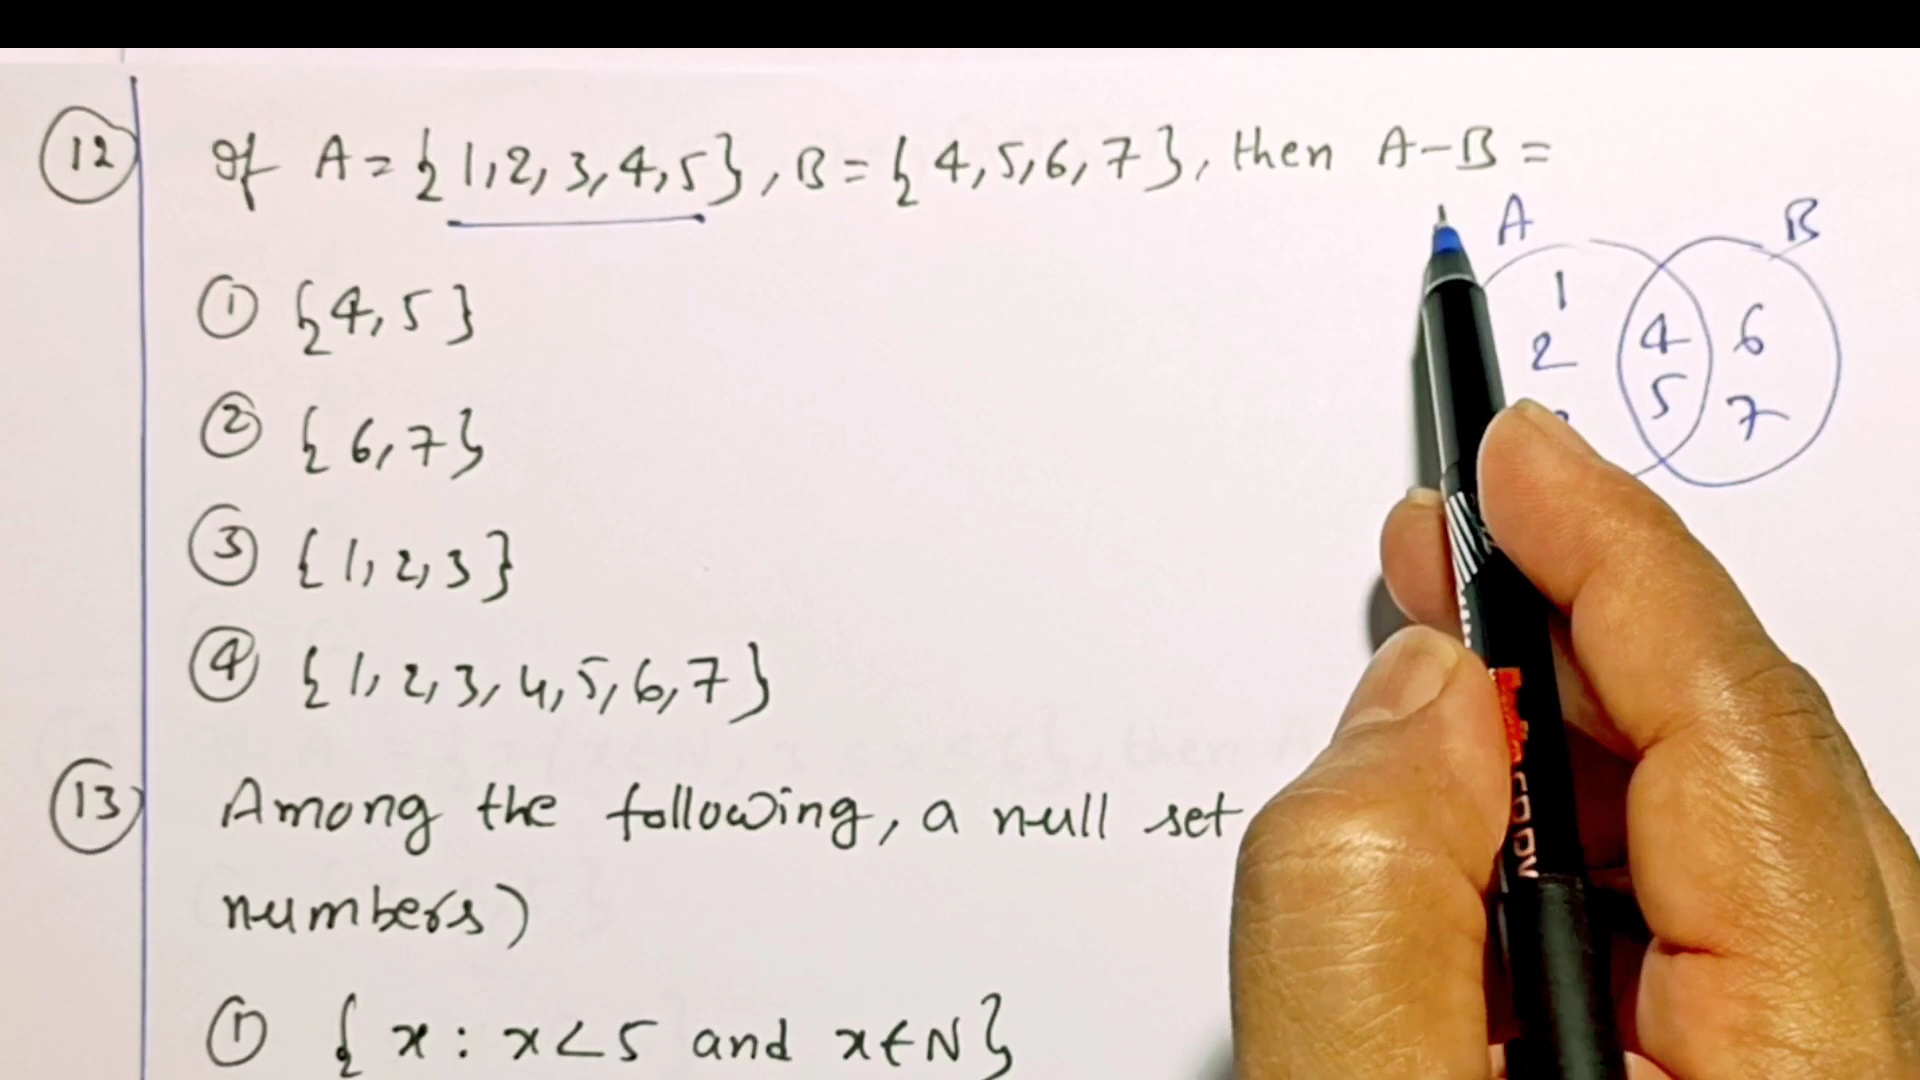 12 If A = {1, 2, 3, 4, 5}, B = {4, 5, 6, 7}, then A-B =
A B
1
2 4 6
5 7
1 {4, 5}
2 {6, 7}
3 {1, 2, 3}
4 {1, 2, 3, 4, 5, 6, 7}
13 Among the following, a null set
numbers)
1 {x : x < 5 and x ∈ N}